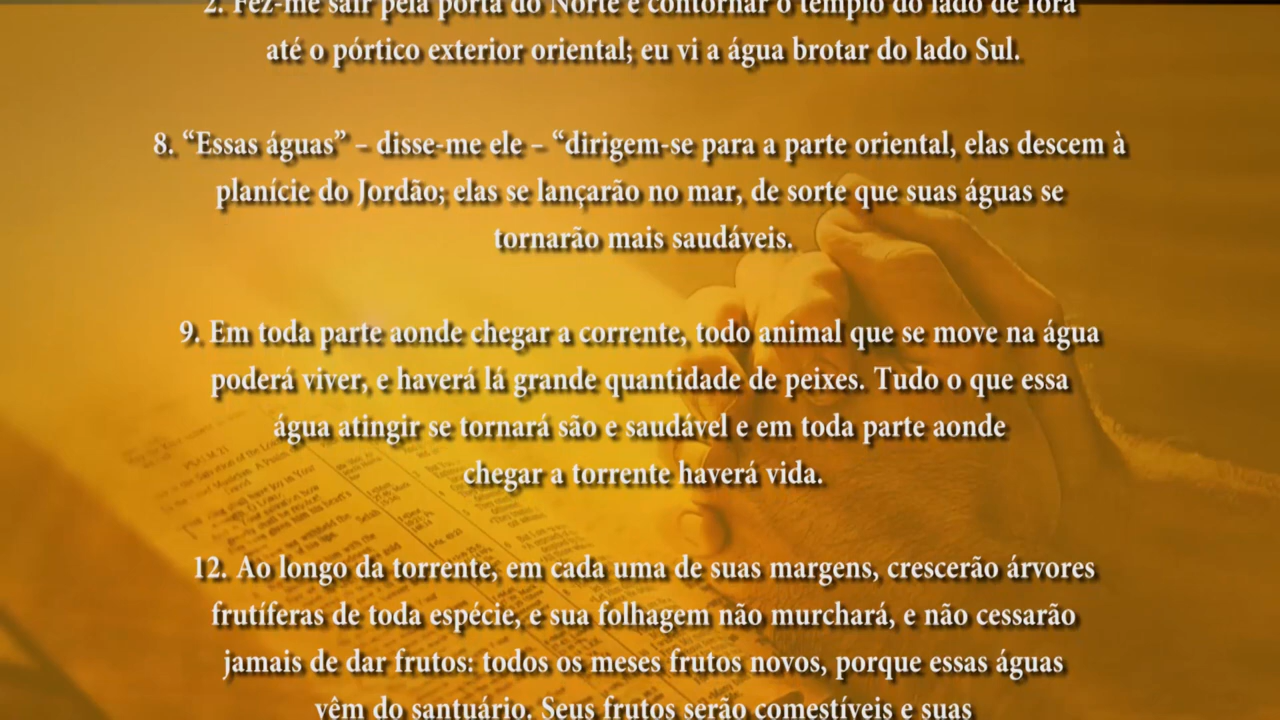 2. Fez-me sair pela porta do Norte e contornar o templo do lado de fora
até o pórtico exterior oriental; eu vi a água brotar do lado Sul.
8. “Essas águas” – disse-me ele – “dirigem-se para a parte oriental, elas descem à
planície do Jordão; elas se lançarão no mar, de sorte que suas águas se
tornarão mais saudáveis.
9. Em toda parte aonde chegar a corrente, todo animal que se move na água
poderá viver, e haverá lá grande quantidade de peixes. Tudo o que essa
água atingir se tornará são e saudável e em toda parte aonde
chegar a torrente haverá vida.
12. Ao longo da torrente, em cada uma de suas margens, crescerão árvores
frutíferas de toda espécie, e sua folhagem não murchará, e não cessarão
jamais de dar frutos: todos os meses frutos novos, porque essas águas
vêm do santuário. Seus frutos serão comestíveis e suas